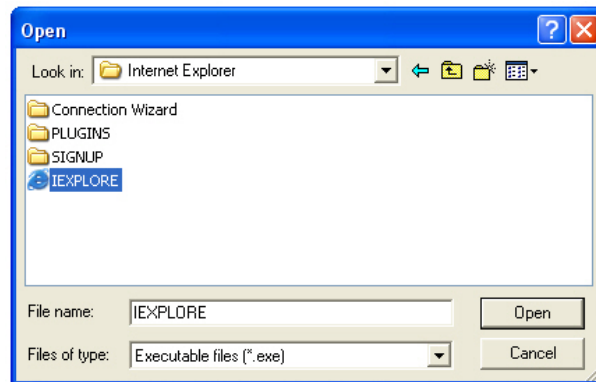 Open
Look in: Internet Explorer
Connection Wizard
PLUGINS
SIGNUP
IEXPLORE
File name: IEXPLORE Open
Files of type: Executable files (*.exe) Cancel